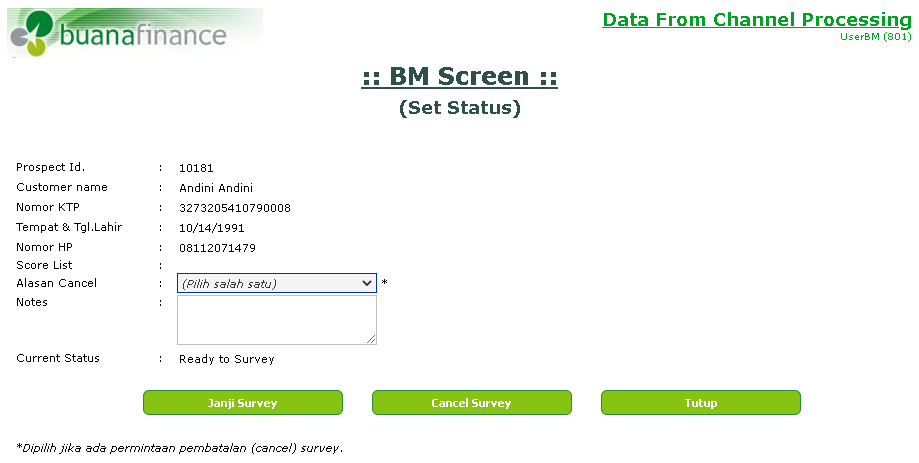 buanafinance
Data From Channel Processing
UserBM (801)
:: BM Screen ::
(Set Status)
Prospect Id. : 10181
Customer name : Andini Andini
Nomor KTP : 3273205410790008
Tempat & Tgl.Lahir : 10/14/1991
Nomor HP : 08112071479
Score List :
Alasan Cancel : (Pilih salah satu) *
Notes :
Current Status : Ready to Survey
Janji Survey Cancel Survey Tutup
*Dipilih jika ada permintaan pembatalan (cancel) survey.